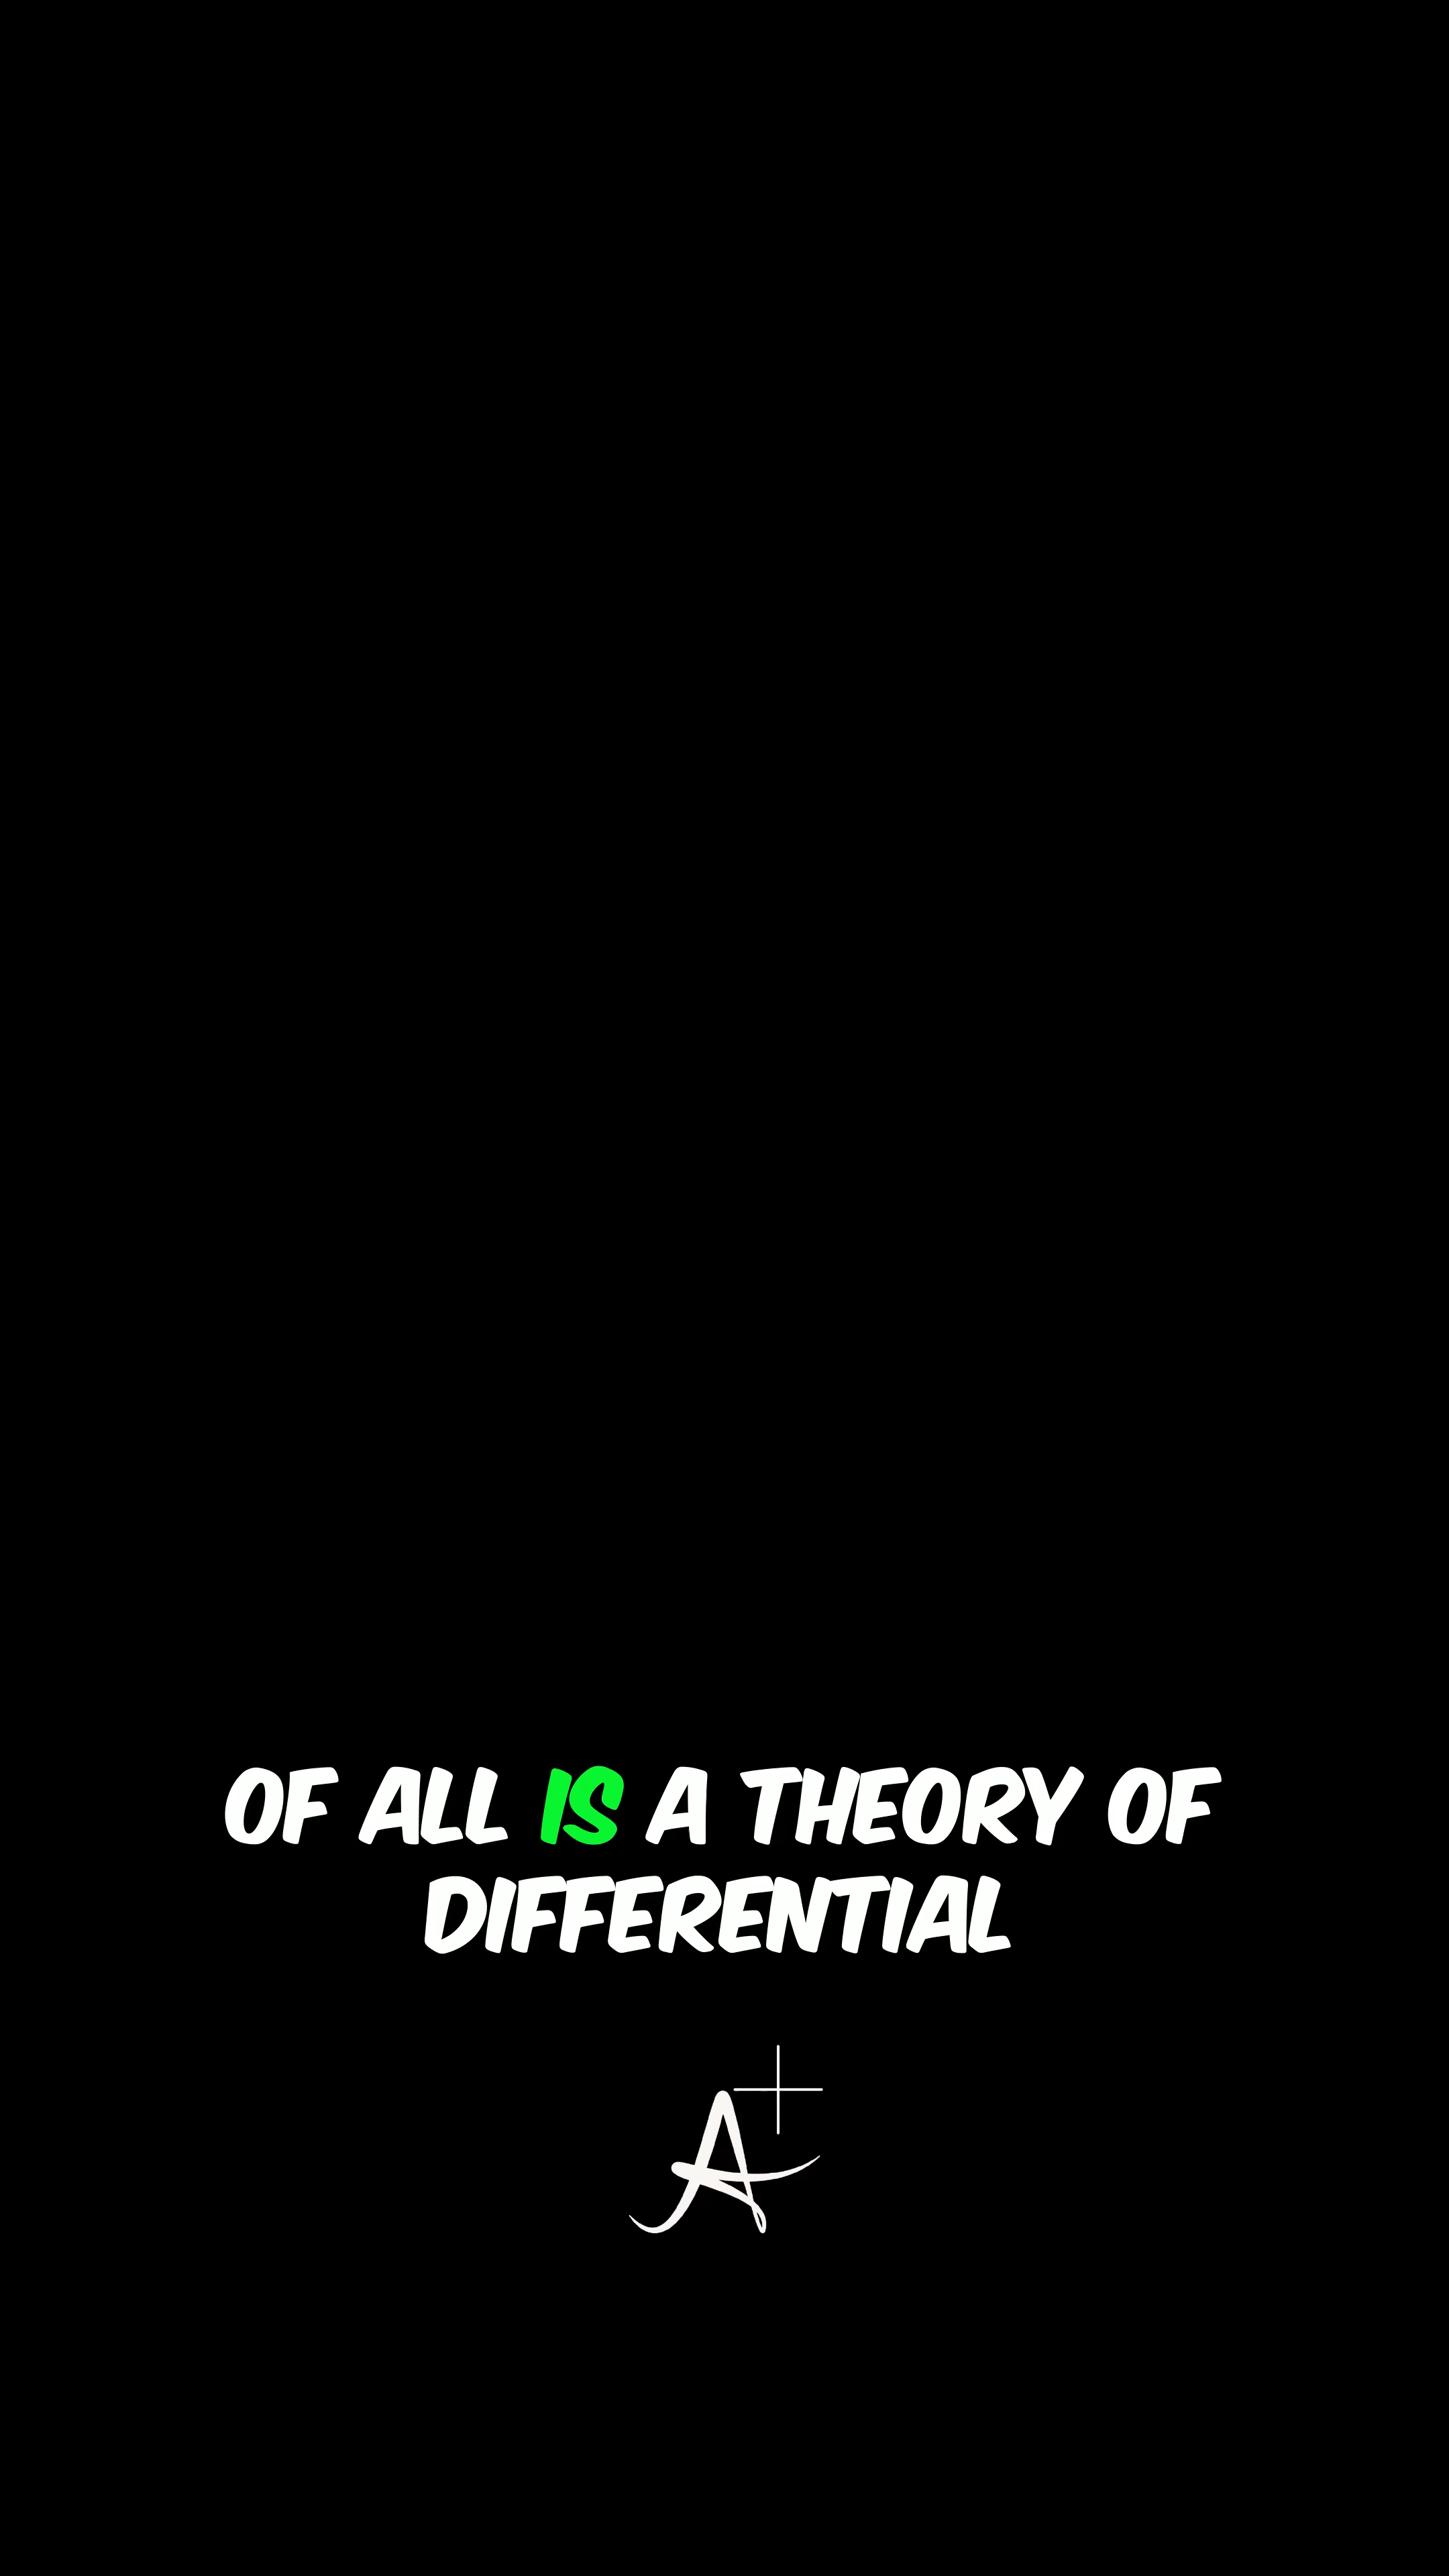 OF ALL IS A THEORY OF
DIFFERENTIAL
A+